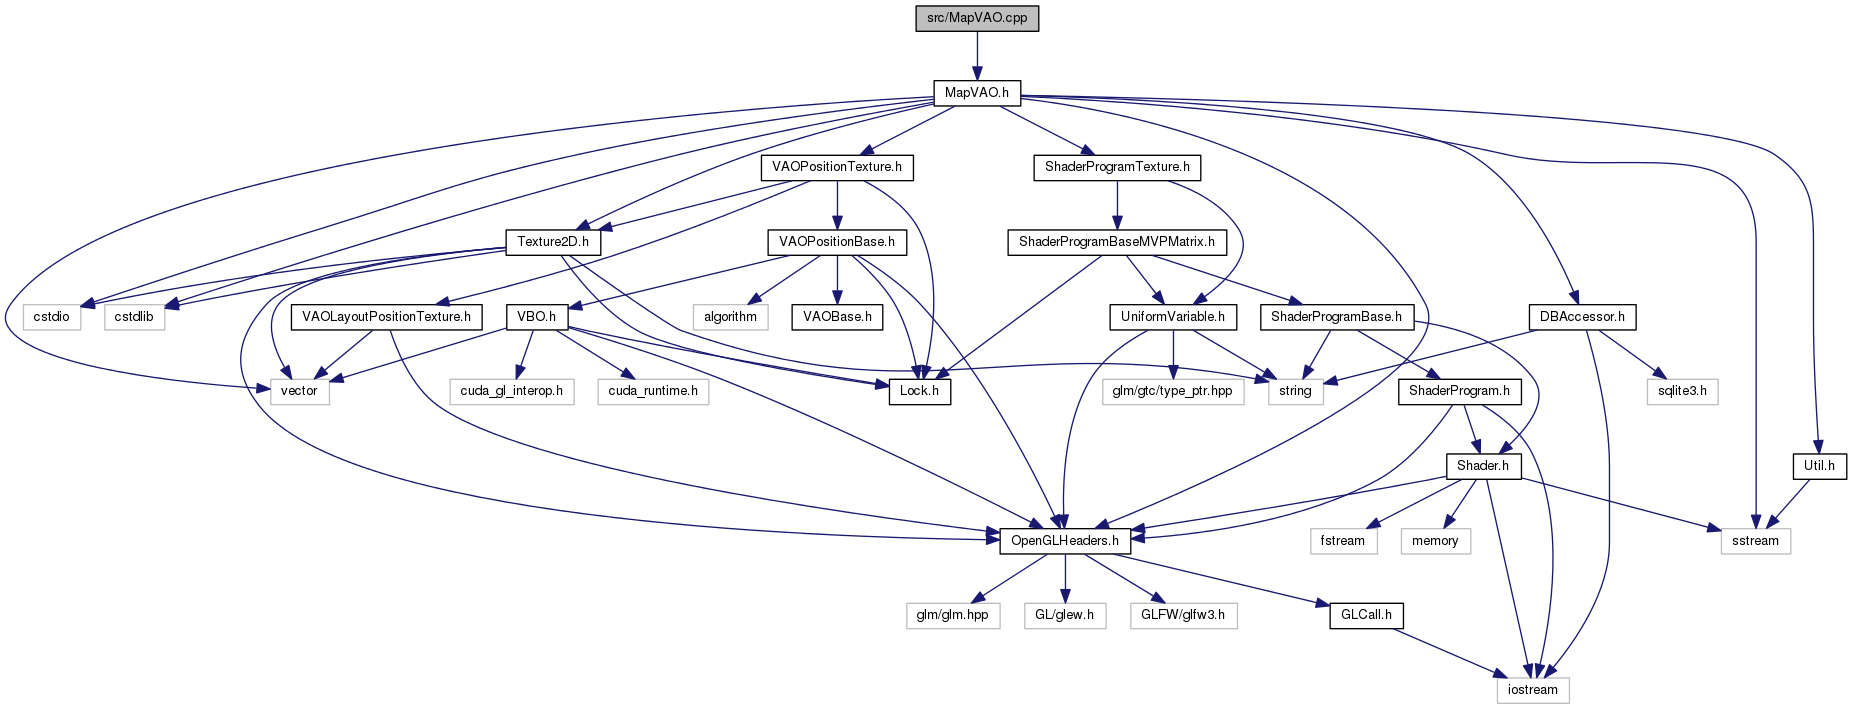 src/MapVAO.cpp
MapVAO.h
VAOPositionTexture.h
ShaderProgramTexture.h
Texture2D.h
VAOPositionBase.h
ShaderProgramBaseMVPMatrix.h
cstdio
cstdlib
VAOLayoutPositionTexture.h
VBO.h
algorithm
VAOBase.h
UniformVariable.h
ShaderProgramBase.h
DBAccessor.h
vector
cuda_gl_interop.h
cuda_runtime.h
Lock.h
glm/gtc/type_ptr.hpp
string
ShaderProgram.h
sqlite3.h
Shader.h
Util.h
OpenGLHeaders.h
fstream
memory
sstream
glm/glm.hpp
GL/glew.h
GLFW/glfw3.h
GLCall.h
iostream